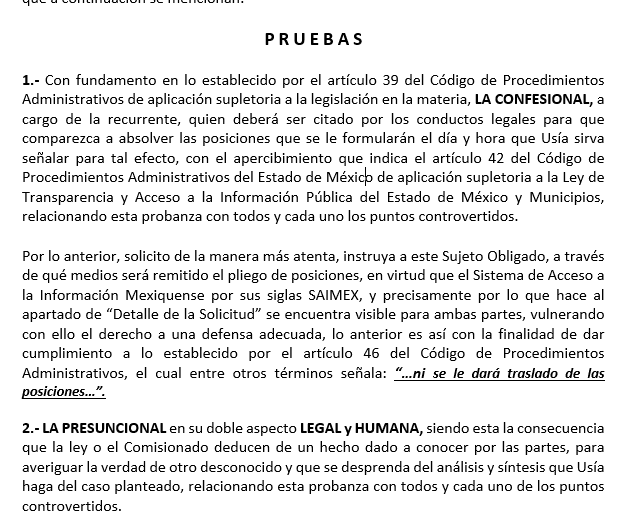 que a continuación se mencionan:
P R U E B A S
1.- Con fundamento en lo establecido por el artículo 39 del Código de Procedimientos
Administrativos de aplicación supletoria a la legislación en la materia, LA CONFESIONAL, a
cargo de la recurrente, quien deberá ser citado por los conductos legales para que
comparezca a absolver las posiciones que se le formularán el día y hora que Usía sirva
señalar para tal efecto, con el apercibimiento que indica el artículo 42 del Código de
Procedimientos Administrativos del Estado de México de aplicación supletoria a la Ley de
Transparencia y Acceso a la Información Pública del Estado de México y Municipios,
relacionando esta probanza con todos y cada uno los puntos controvertidos.
Por lo anterior, solicito de la manera más atenta, instruya a este Sujeto Obligado, a través
de qué medios será remitido el pliego de posiciones, en virtud que el Sistema de Acceso a
la Información Mexiquense por sus siglas SAIMEX, y precisamente por lo que hace al
apartado de “Detalle de la Solicitud” se encuentra visible para ambas partes, vulnerando
con ello el derecho a una defensa adecuada, lo anterior es así con la finalidad de dar
cumplimiento a lo establecido por el artículo 46 del Código de Procedimientos
Administrativos, el cual entre otros términos señala: “...ni se le dará traslado de las
posiciones...”.
2.- LA PRESUNCIONAL en su doble aspecto LEGAL y HUMANA, siendo esta la consecuencia
que la ley o el Comisionado deducen de un hecho dado a conocer por las partes, para
averiguar la verdad de otro desconocido y que se desprenda del análisis y síntesis que Usía
haga del caso planteado, relacionando esta probanza con todos y cada uno de los puntos
controvertidos.